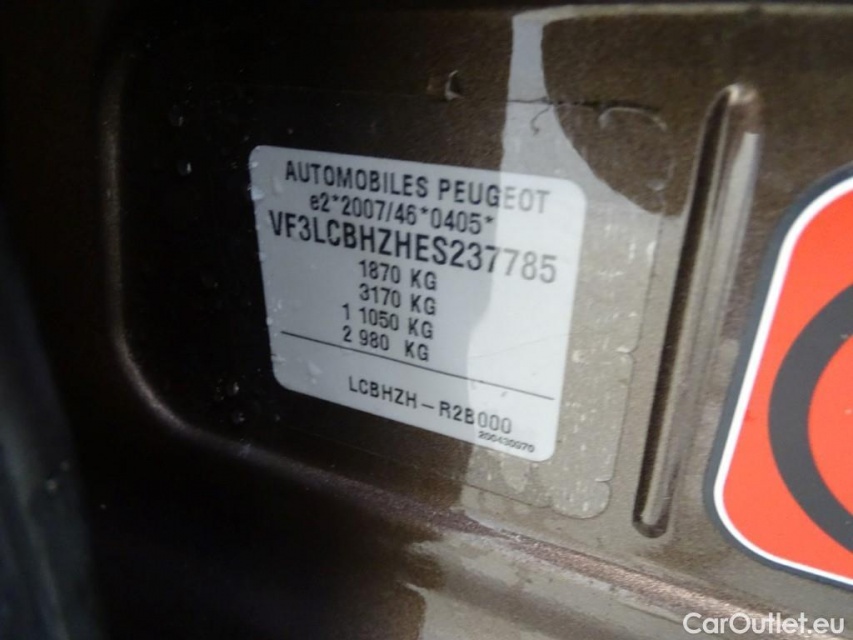 AUTOMOBILES PEUGEOT
e2*2007/46*0405*
VF3LCBHZHES237785
1870 KG
3170 KG
1 1050 KG
2 980 KG
LCBHZH-R2B000
200430070
CarOutlet.eu